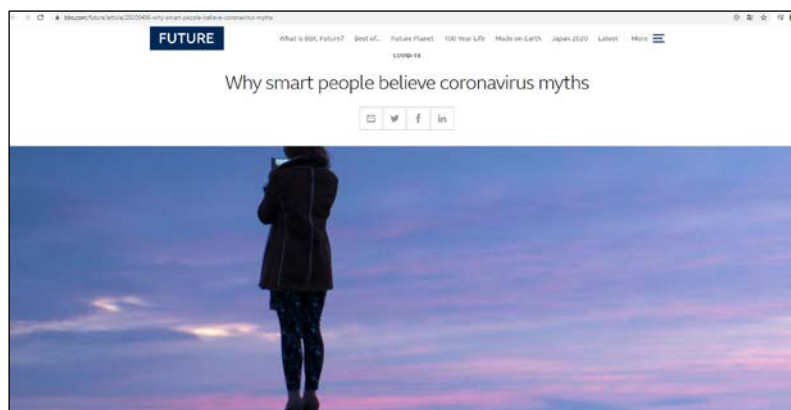 bbc.com/future/article/20200406-why-smart-people-believe-coronavirus-myths
FUTURE What is BBC Future? Best of... Future Planet 100 Year Life Made on Earth Japan 2020 Latest More
COVID-19
Why smart people believe coronavirus myths
f in